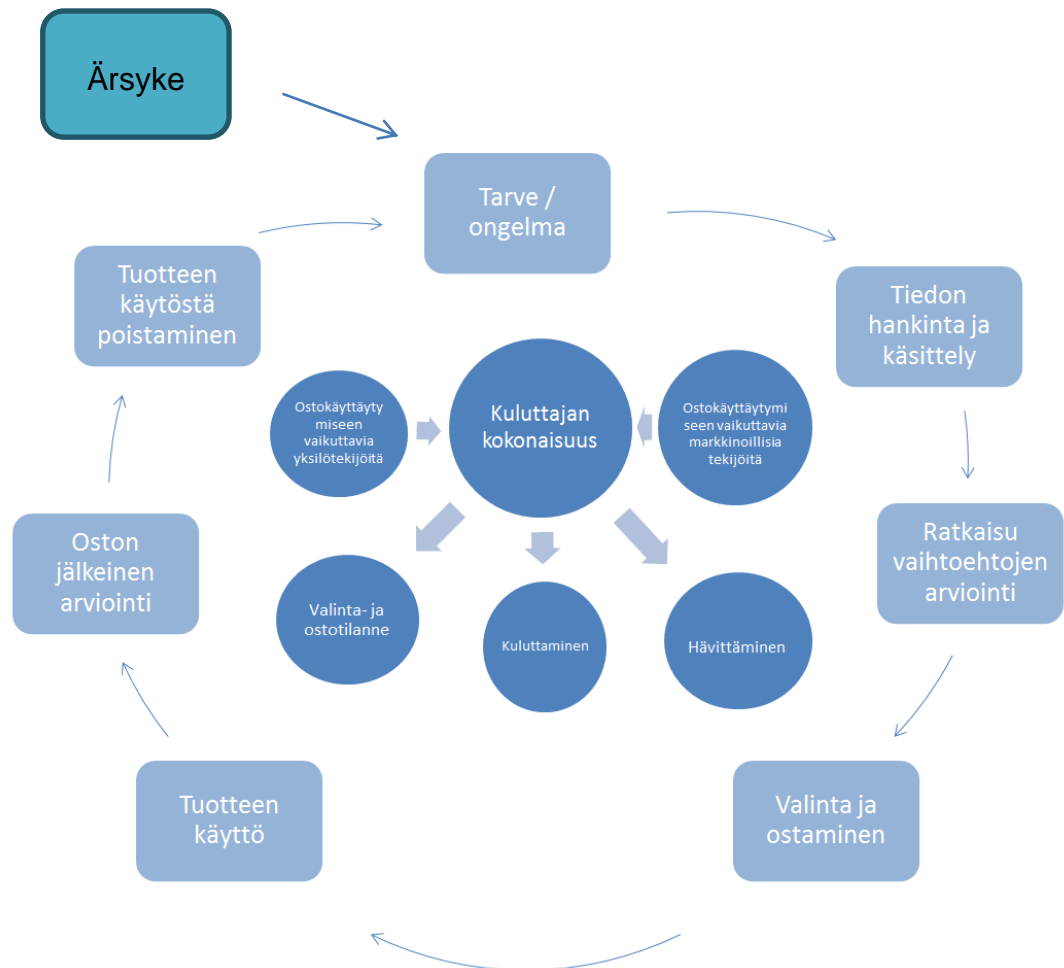 Ärsyke
Tarve /
ongelma
Tiedon
hankinta ja
käsittely
Ratkaisu
vaihtoehtojen
arviointi
Valinta ja
ostaminen
Tuotteen
käyttö
Oston
jälkeinen
arviointi
Tuotteen
käytöstä
poistaminen
Ostokäyttäyty
miseen
vaikuttavia
yksilötekijöitä
Kuluttajan
kokonaisuus
Ostokäyttäytymi
seen vaikuttavia
markkinoillisia
tekijöitä
Valinta- ja
ostotilanne
Kuluttaminen
Hävittäminen